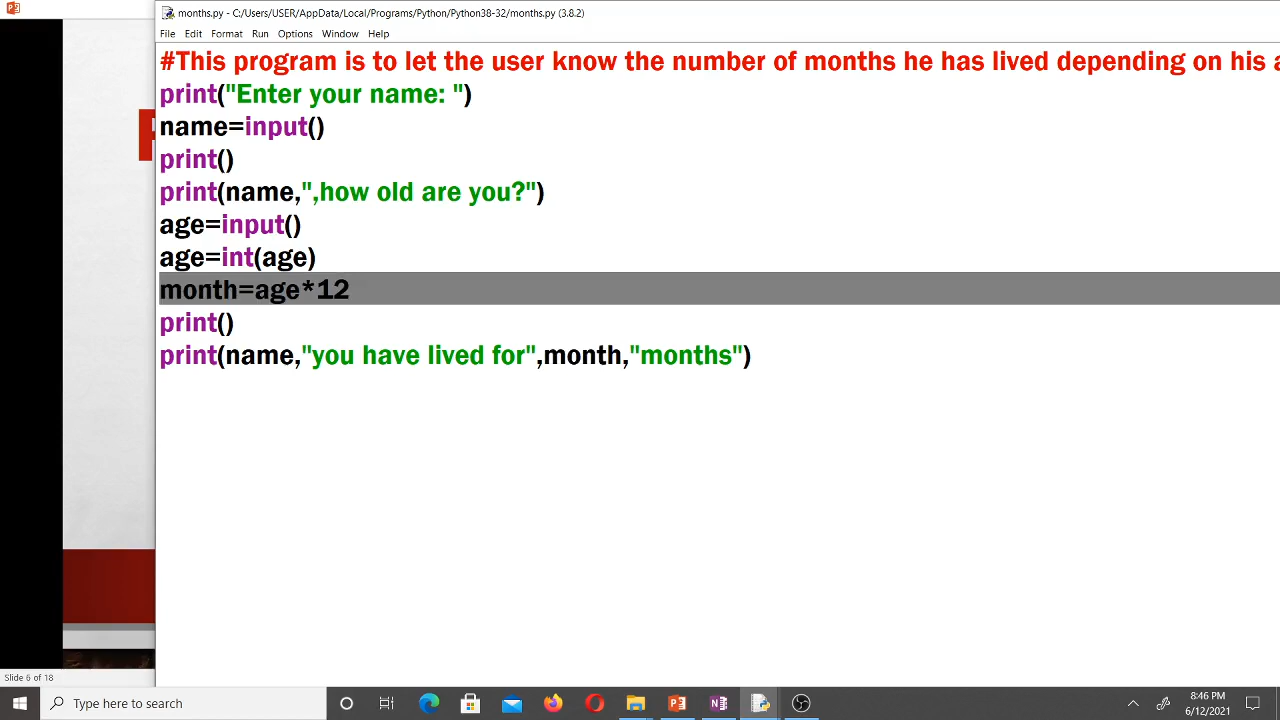 months.py - C:/Users/USER/AppData/Local/Programs/Python/Python38-32/months.py (3.8.2)
File Edit Format Run Options Window Help
#This program is to let the user know the number of months he has lived depending on his a
print("Enter your name: ")
name=input()
print()
print(name,",how old are you?")
age=input()
age=int(age)
month=age*12
print()
print(name,"you have lived for",month,"months")
Slide 6 of 18
Type here to search
8:46 PM
6/12/2021